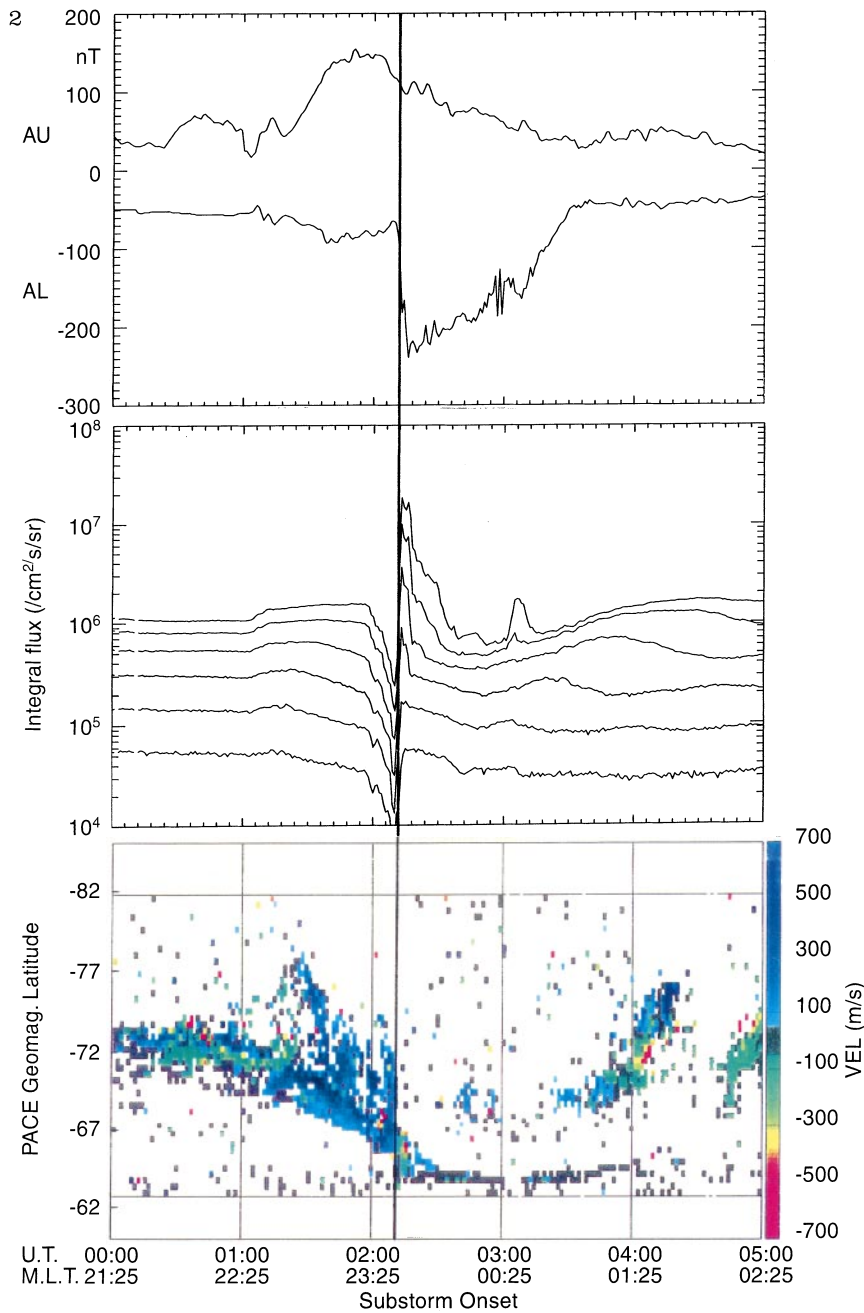 2
200
nT
100
AU
0
-100
AL
-200
-300
10⁸
10⁷
10⁶
10⁵
10⁴
Integral flux (/cm²/s/sr)
-82
-77
-72
-67
-62
PACE Geomag. Latitude
700
500
300
100
-100
-300
-500
-700
VEL (m/s)
U.T. 00:00 01:00 02:00 03:00 04:00 05:00
M.L.T. 21:25 22:25 23:25 00:25 01:25 02:25
Substorm Onset